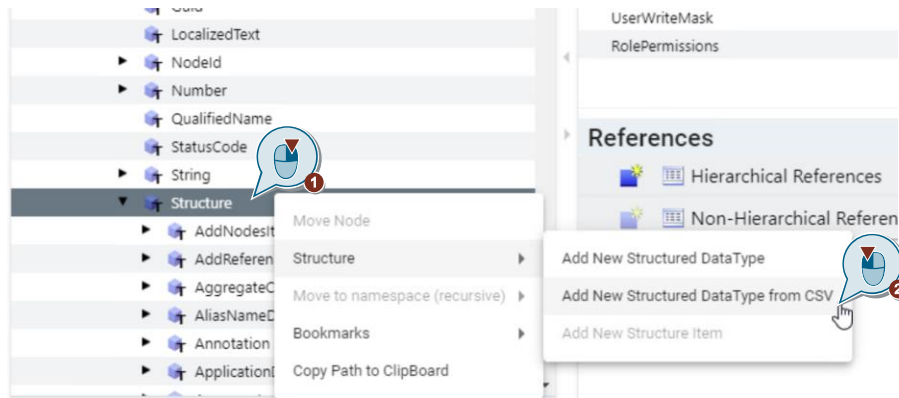 Guid
LocalizedText
NodeId
Number
QualifiedName
StatusCode
String
Structure
AddNodesIt
AddReferen
AggregateC
AliasNameD
Annotation
Application
1
Move Node
Structure
Move to namespace (recursive)
Bookmarks
Copy Path to ClipBoard
Add New Structured DataType
Add New Structured DataType from CSV
Add New Structure Item
2
UserWriteMask
RolePermissions
References
Hierarchical References
Non-Hierarchical Referen